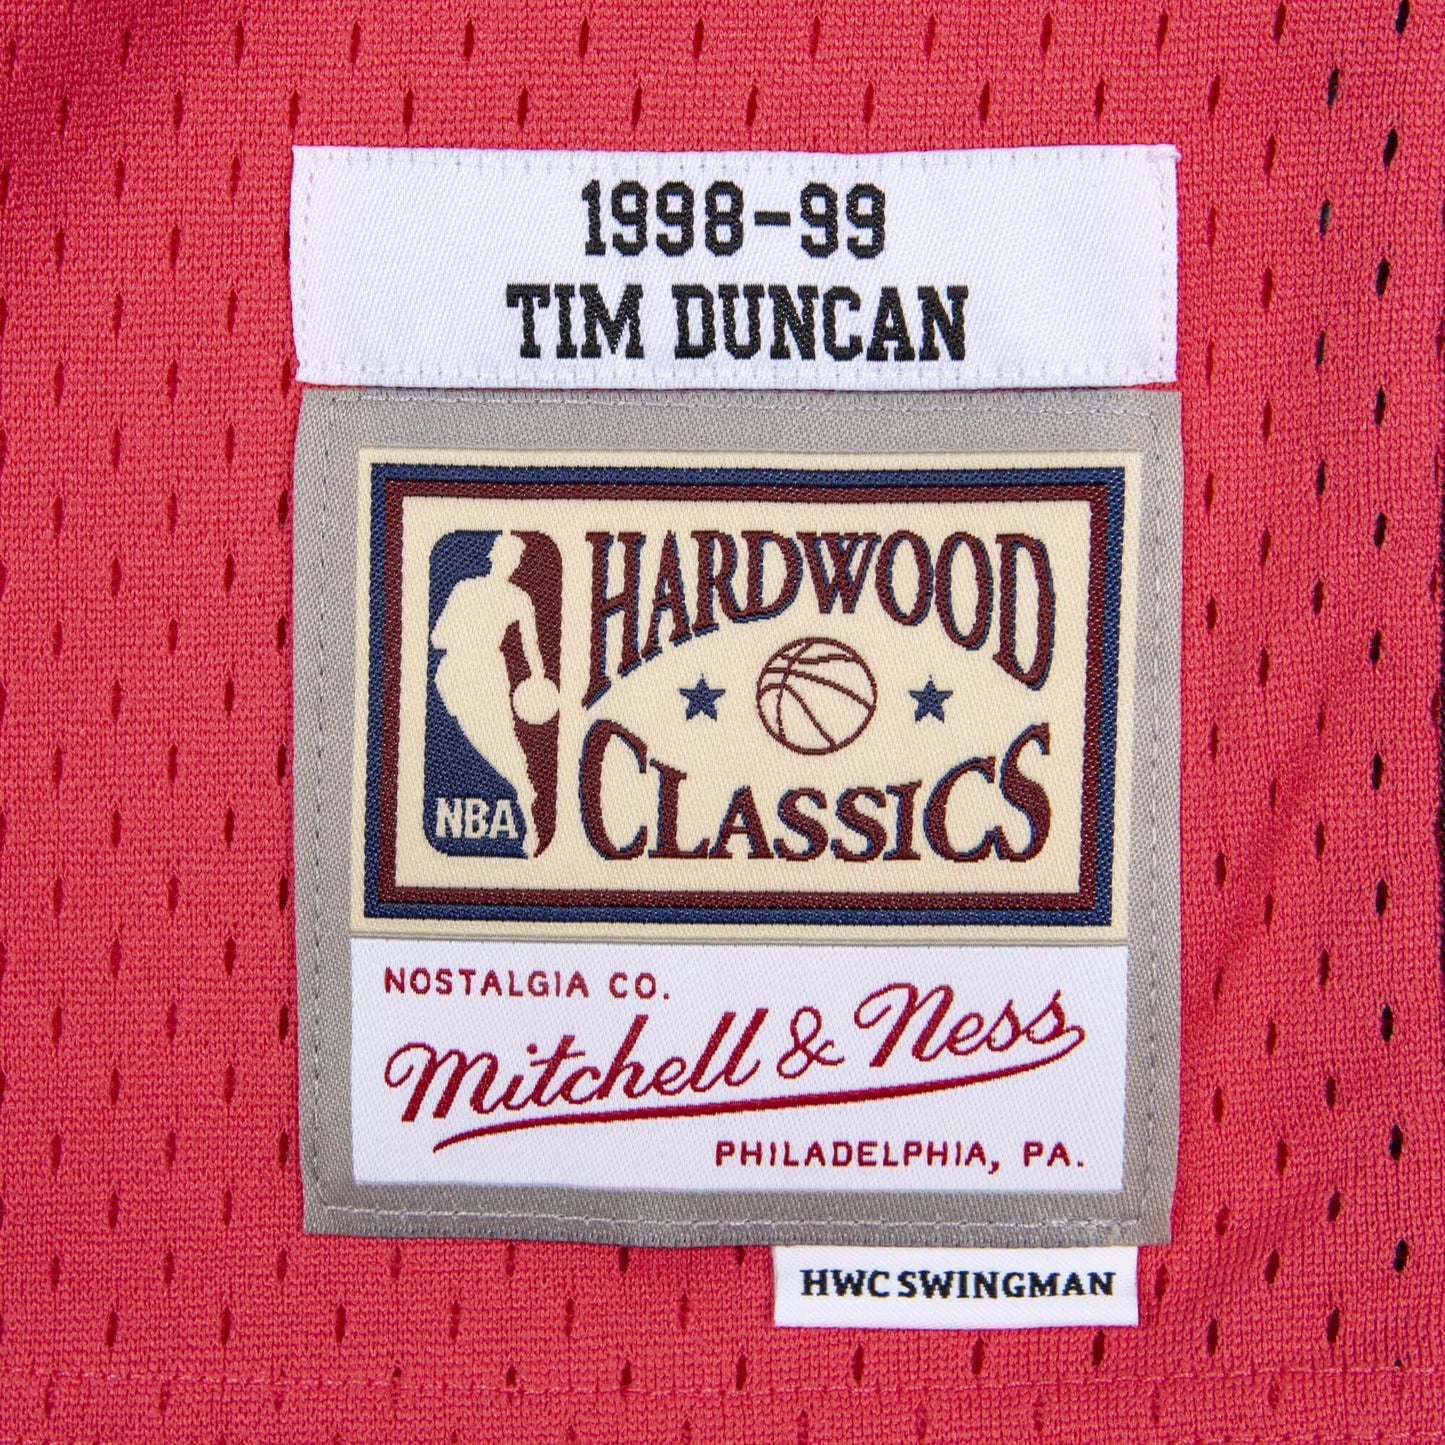 1998-99
TIM DUNCAN
HARDWOOD
CLASSICS
NBA
NOSTALGIA CO.
Mitchell & Ness
PHILADELPHIA, PA.
HWC SWINGMAN